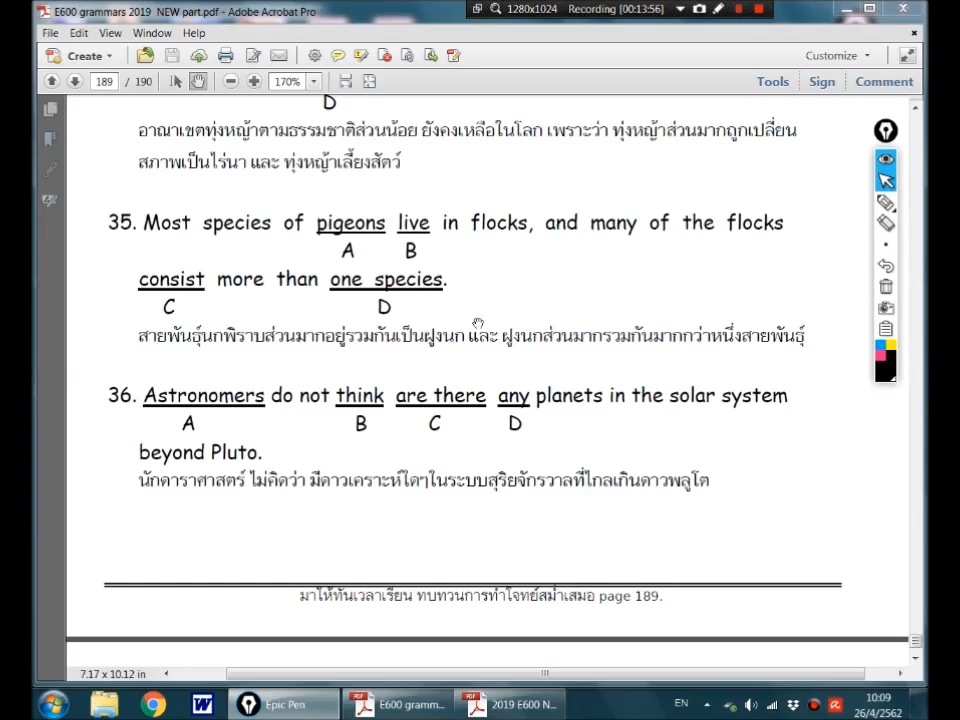 E600 grammars 2019 NEW part.pdf - Adobe Acrobat Pro
1280x1024 Recording [00:13:56]
File Edit View Window Help
Create Customize
189 / 190 170% Tools Sign Comment
D
อาณาเขตทุ่งหญ้าตามธรรมชาติส่วนน้อย ยังคงเหลือในโลก เพราะว่า ทุ่งหญ้าส่วนมากถูกเปลี่ยน
สภาพเป็นไร่นา และ ทุ่งหญ้าเลี้ยงสัตว์
35. Most species of pigeons live in flocks, and many of the flocks
A B
consist more than one species.
C D
สายพันธุ์นกพิราบส่วนมากอยู่รวมกันเป็นฝูงนก และ ฝูงนกส่วนมากรวมกันมากกว่าหนึ่งสายพันธุ์
36. Astronomers do not think are there any planets in the solar system
A B C D
beyond Pluto.
นักดาราศาสตร์ ไม่คิดว่า มีดาวเคราะห์ใดๆในระบบสุริยจักรวาลที่ไกลเกินดาวพลูโต
มาให้ทันเวลาเรียน ทบทวนการทำโจทย์สม่ำเสมอ page 189.
7.17 x 10.12 in
Epic Pen E600 gramm... 2019 E600 N... EN 10:09
26/4/2562